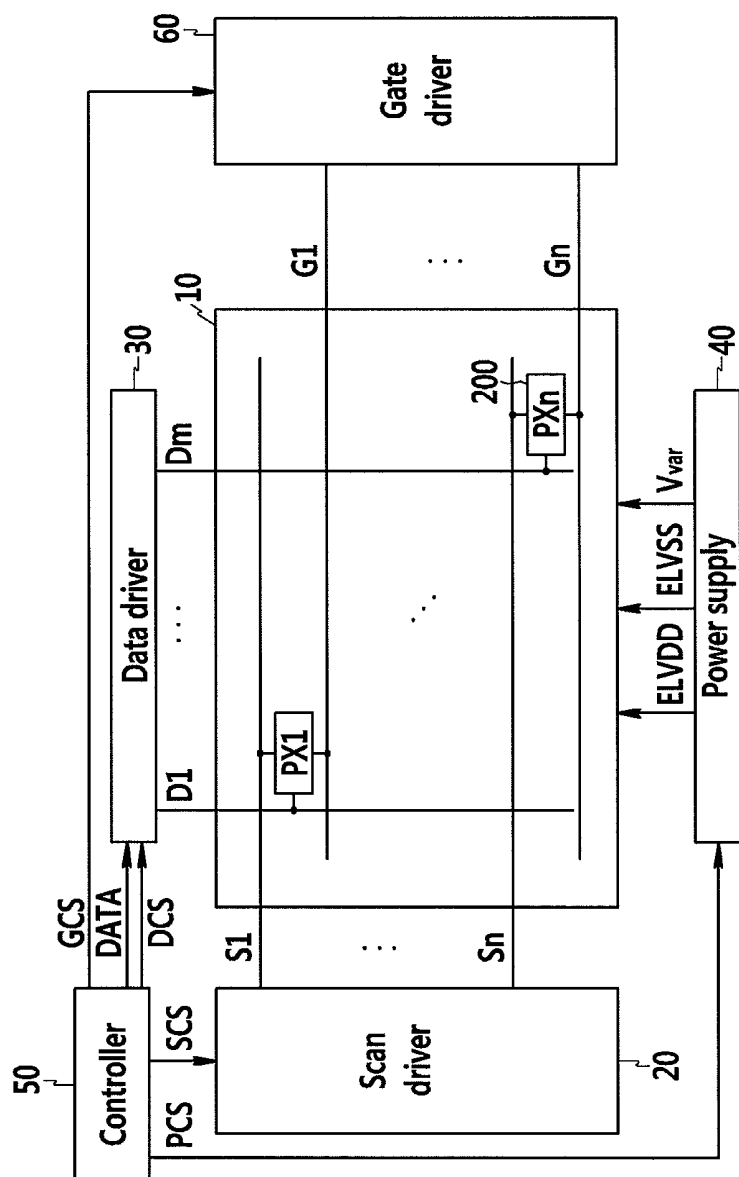 50
Controller
GCS
DATA
DCS
SCS
PCS
30
Data driver
D1
. . .
Dm
60
Gate
driver
10
S1
. . .
Sn
G1
. . .
Gn
PX1
. . .
200
PXn
Scan
driver
20
ELVDD
ELVSS
Vvar
Power supply
40